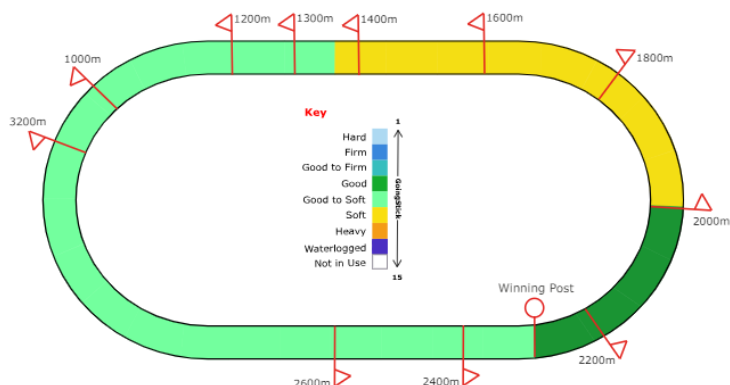 1200m
1300m
1400m
1600m
1800m
1000m
3200m
Key
1
Hard
Firm
Good to Firm
Good
Good to Soft
Soft
Heavy
Waterlogged
Not in Use
GoingStick
15
2000m
Winning Post
2200m
2400m
2600m